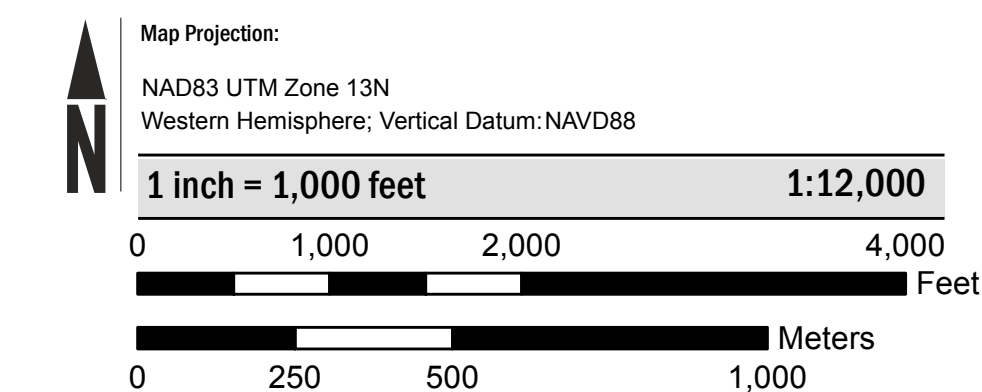 N
Map Projection:
NAD83 UTM Zone 13N
Western Hemisphere; Vertical Datum: NAVD88
1 inch = 1,000 feet 1:12,000
0 1,000 2,000 4,000
Feet
Meters
0 250 500 1,000